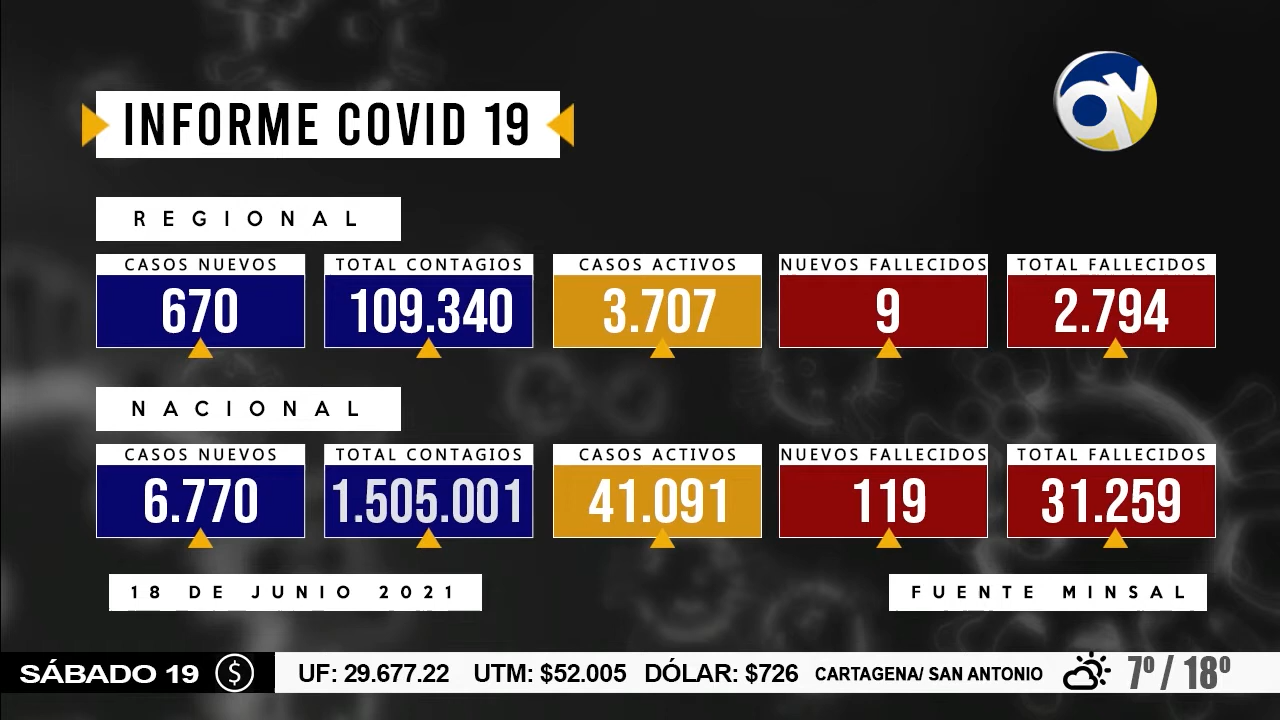 INFORME COVID 19
REGIONAL
CASOS NUEVOS TOTAL CONTAGIOS CASOS ACTIVOS NUEVOS FALLECIDOS TOTAL FALLECIDOS
670 109.340 3.707 9 2.794
NACIONAL
CASOS NUEVOS TOTAL CONTAGIOS CASOS ACTIVOS NUEVOS FALLECIDOS TOTAL FALLECIDOS
6.770 1.505.001 41.091 119 31.259
18 DE JUNIO 2021 FUENTE MINSAL
SÁBADO 19 $ UF: 29.677.22 UTM: $52.005 DÓLAR: $726 CARTAGENA/ SAN ANTONIO 7º / 18º